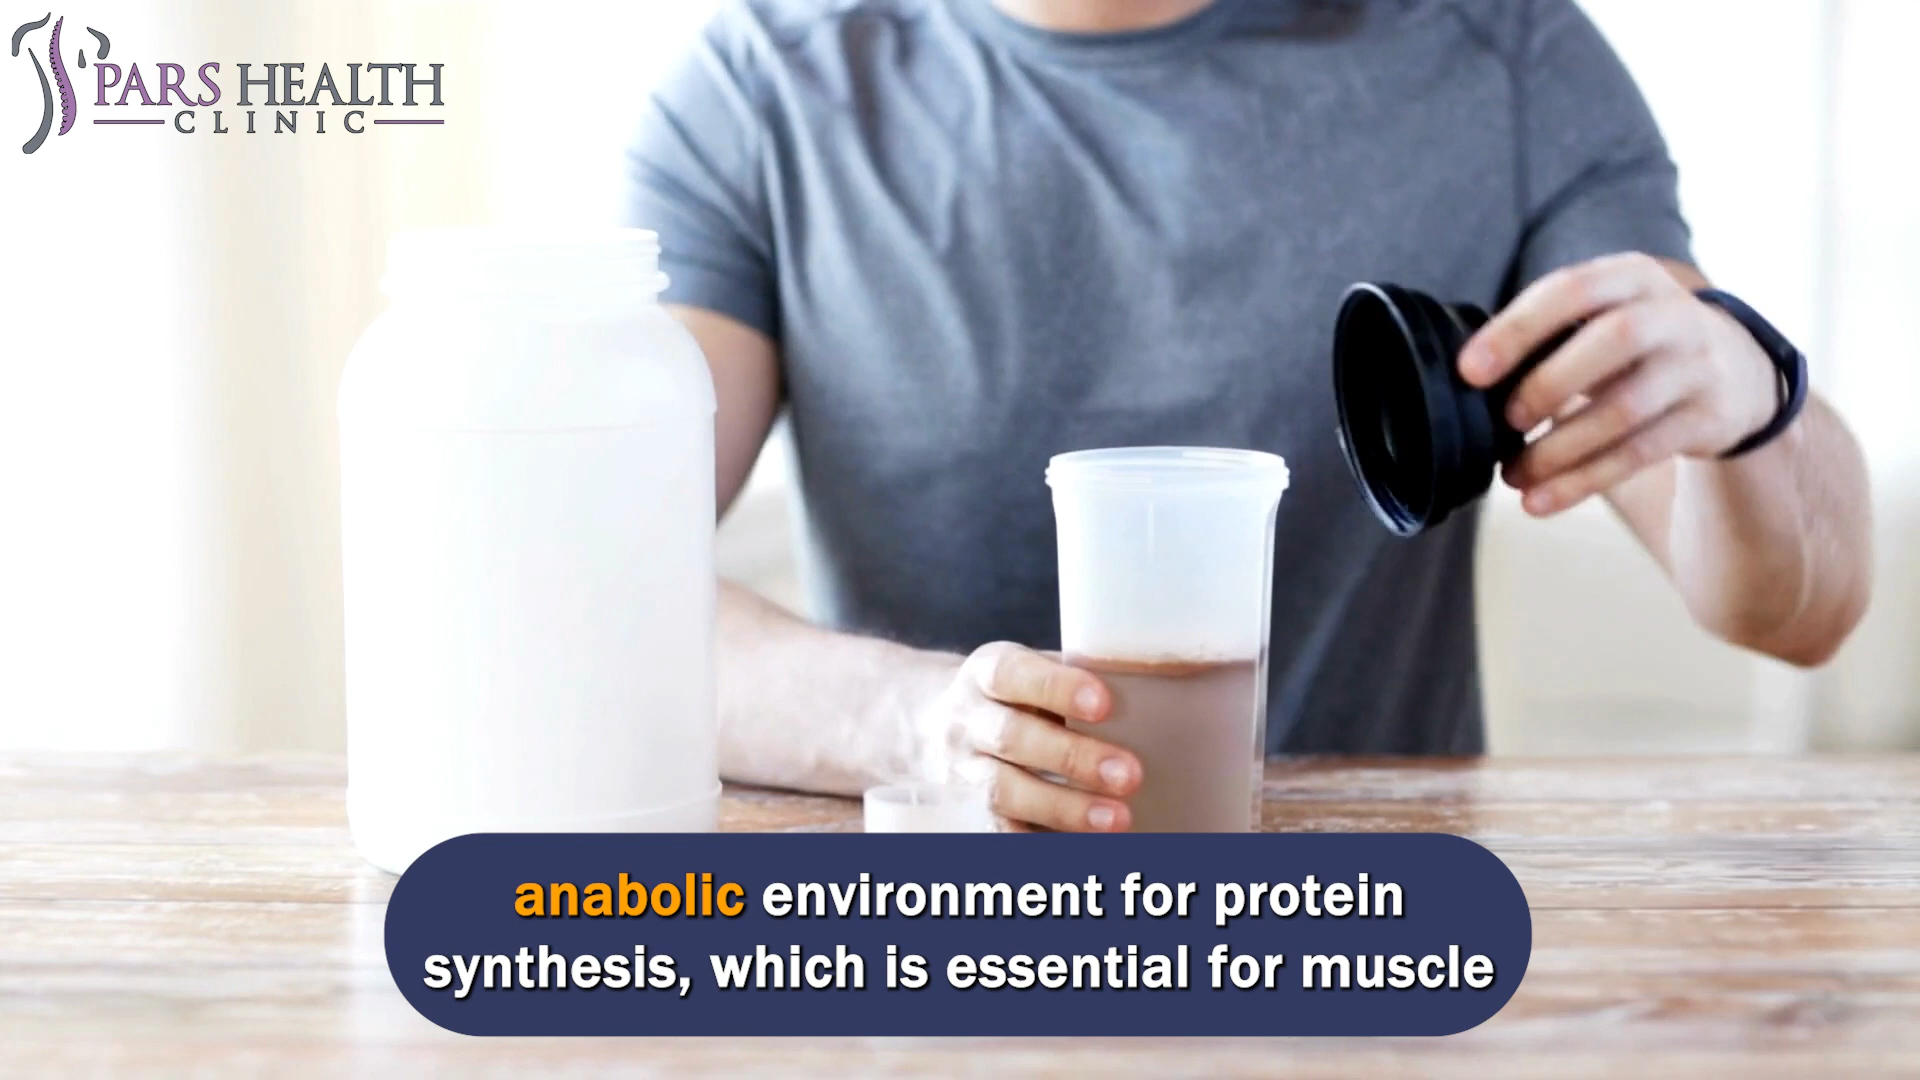 PARS HEALTH
CLINIC
anabolic environment for protein
synthesis, which is essential for muscle